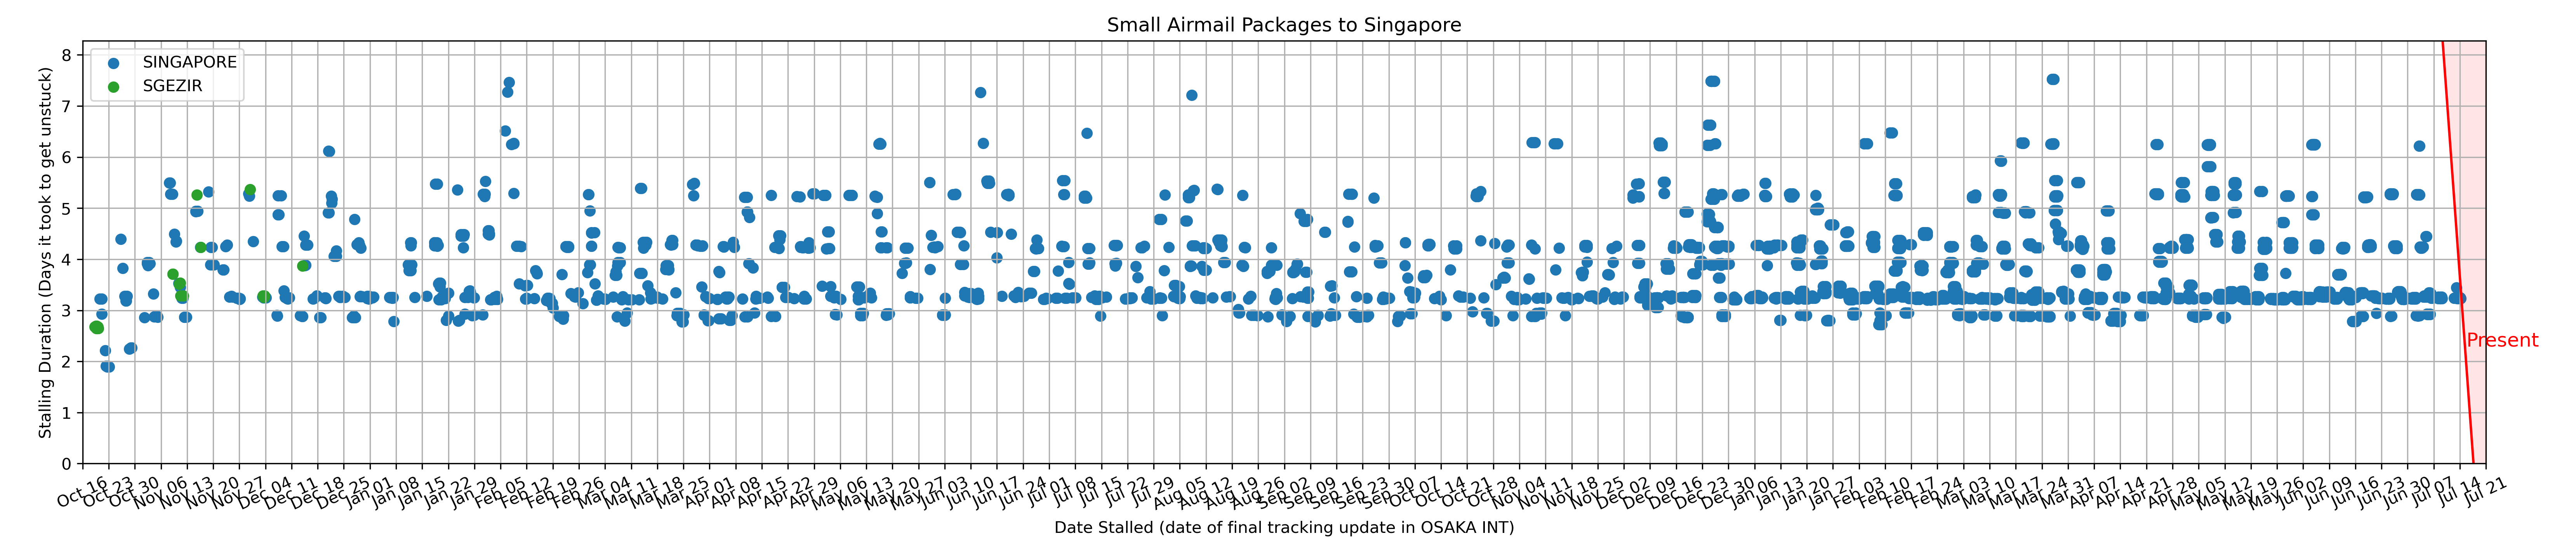 Small Airmail Packages to Singapore
SINGAPORE
SGEZIR
Stalling Duration (Days it took to get unstuck)
8
7
6
5
4
3
2
1
0
Present
Oct 16 Oct 23 Oct 30 Nov 06 Nov 13 Nov 20 Nov 27 Dec 04 Dec 11 Dec 18 Dec 25 Jan 01 Jan 08 Jan 15 Jan 22 Jan 29 Feb 05 Feb 12 Feb 19 Feb 26 Mar 04 Mar 11 Mar 18 Mar 25 Apr 01 Apr 08 Apr 15 Apr 22 Apr 29 May 06 May 13 May 20 May 27 Jun 03 Jun 10 Jun 17 Jun 24 Jul 01 Jul 08 Jul 15 Jul 22 Jul 29 Aug 05 Aug 12 Aug 19 Aug 26 Sep 02 Sep 09 Sep 16 Sep 23 Sep 30 Oct 07 Oct 14 Oct 21 Oct 28 Nov 04 Nov 11 Nov 18 Nov 25 Dec 02 Dec 09 Dec 16 Dec 23 Dec 30 Jan 06 Jan 13 Jan 20 Jan 27 Feb 03 Feb 10 Feb 17 Feb 24 Mar 03 Mar 10 Mar 17 Mar 24 Mar 31 Apr 07 Apr 14 Apr 21 Apr 28 May 05 May 12 May 19 May 26 Jun 02 Jun 09 Jun 16 Jun 23 Jun 30 Jul 07 Jul 14 Jul 21
Date Stalled (date of final tracking update in OSAKA INT)